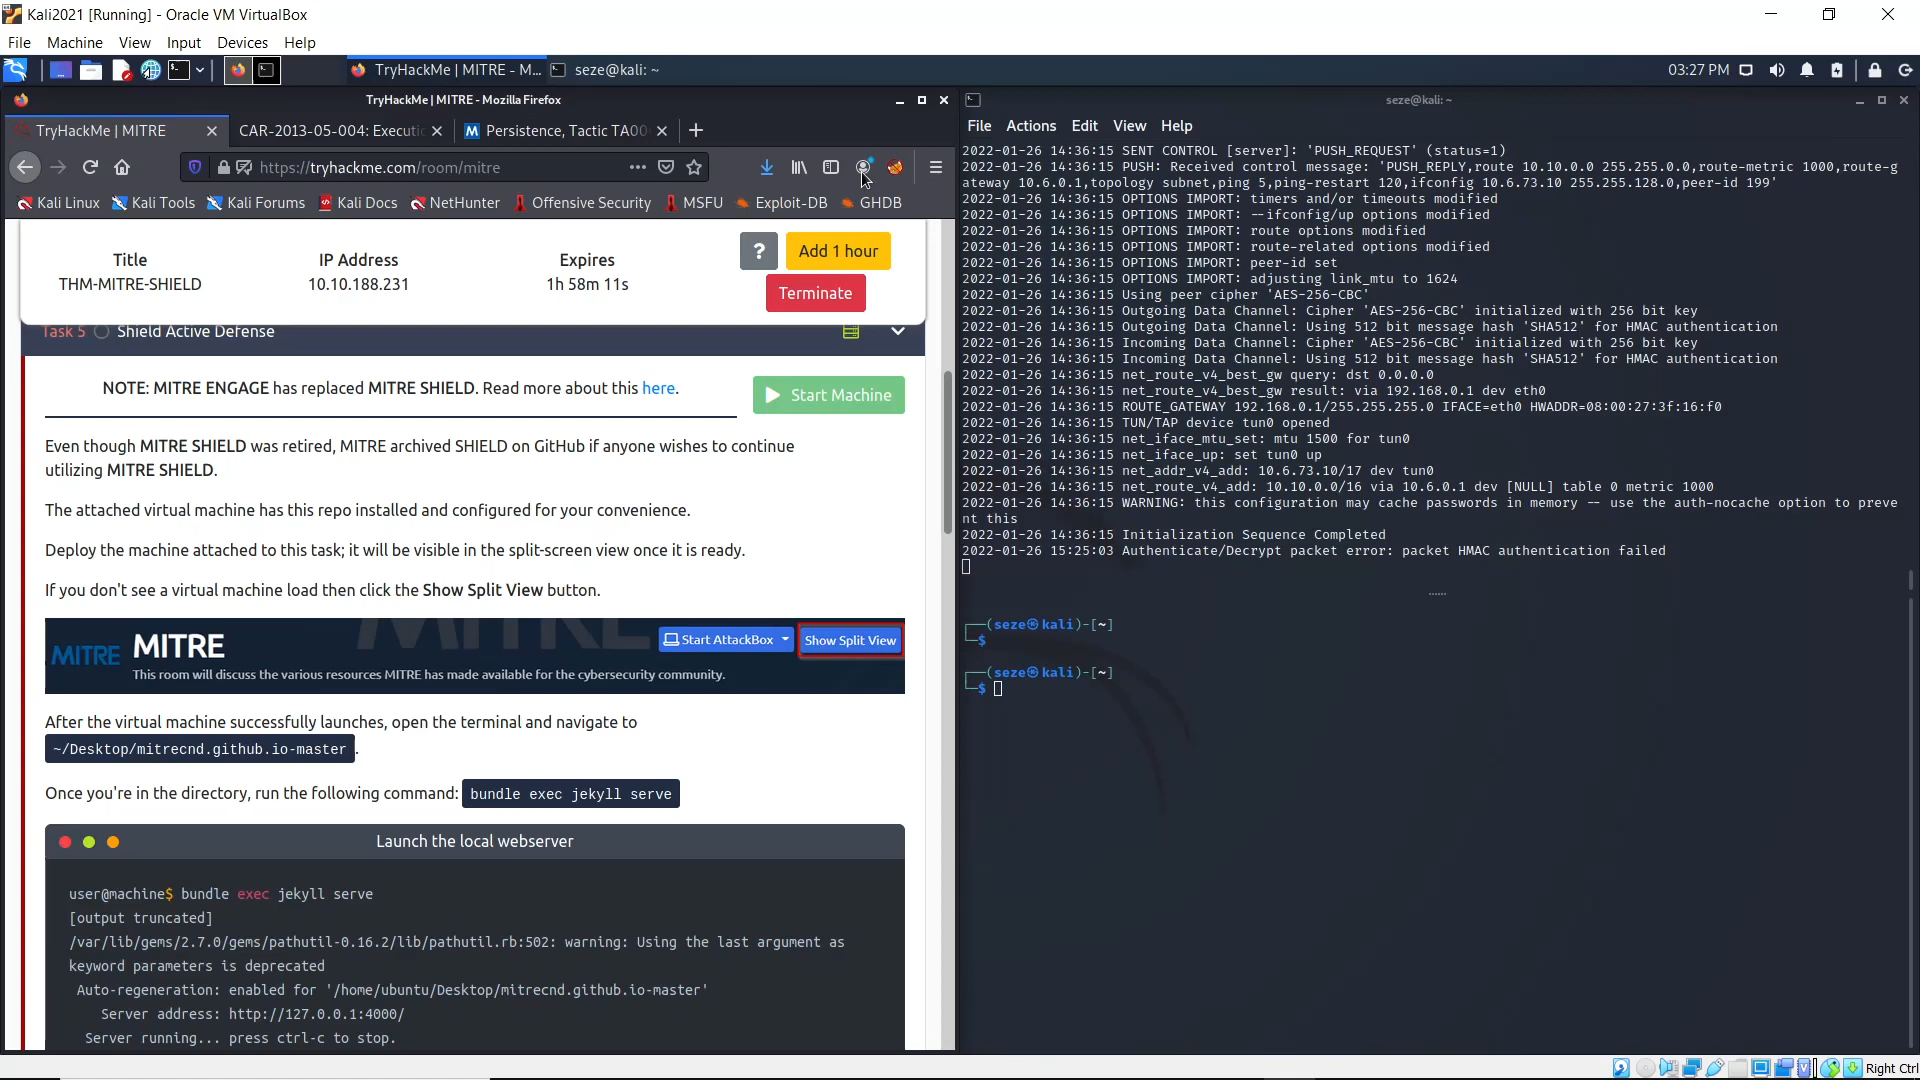 Kali2021 [Running] - Oracle VM VirtualBox
File Machine View Input Devices Help
TryHackMe | MITRE - M... seze@kali: ~ 03:27 PM
TryHackMe | MITRE - Mozilla Firefox
TryHackMe | MITRE CAR-2013-05-004: Executi Persistence, Tactic TA00
https://tryhackme.com/room/mitre
Kali Linux Kali Tools Kali Forums Kali Docs NetHunter Offensive Security MSFU Exploit-DB GHDB
Title IP Address Expires
THM-MITRE-SHIELD 10.10.188.231 1h 58m 11s
? Add 1 hour
Terminate
Task 5 Shield Active Defense
NOTE: MITRE ENGAGE has replaced MITRE SHIELD. Read more about this here.
Start Machine
Even though MITRE SHIELD was retired, MITRE archived SHIELD on GitHub if anyone wishes to continue
utilizing MITRE SHIELD.
The attached virtual machine has this repo installed and configured for your convenience.
Deploy the machine attached to this task; it will be visible in the split-screen view once it is ready.
If you don't see a virtual machine load then click the Show Split View button.
MITRE
MITRE
MITRE
Start AttackBox
Show Split View
This room will discuss the various resources MITRE has made available for the cybersecurity community.
After the virtual machine successfully launches, open the terminal and navigate to
~/Desktop/mitrecnd.github.io-master .
Once you're in the directory, run the following command: bundle exec jekyll serve
Launch the local webserver
user@machine$ bundle exec jekyll serve
[output truncated]
/var/lib/gems/2.7.0/gems/pathutil-0.16.2/lib/pathutil.rb:502: warning: Using the last argument as
keyword parameters is deprecated
Auto-regeneration: enabled for '/home/ubuntu/Desktop/mitrecnd.github.io-master'
Server address: http://127.0.0.1:4000/
Server running... press ctrl-c to stop.
seze@kali: ~
File Actions Edit View Help
2022-01-26 14:36:15 SENT CONTROL [server]: 'PUSH_REQUEST' (status=1)
2022-01-26 14:36:15 PUSH: Received control message: 'PUSH_REPLY,route 10.10.0.0 255.255.0.0,route-metric 1000,route-g
ateway 10.6.0.1,topology subnet,ping 5,ping-restart 120,ifconfig 10.6.73.10 255.255.128.0,peer-id 199'
2022-01-26 14:36:15 OPTIONS IMPORT: timers and/or timeouts modified
2022-01-26 14:36:15 OPTIONS IMPORT: --ifconfig/up options modified
2022-01-26 14:36:15 OPTIONS IMPORT: route options modified
2022-01-26 14:36:15 OPTIONS IMPORT: route-related options modified
2022-01-26 14:36:15 OPTIONS IMPORT: peer-id set
2022-01-26 14:36:15 OPTIONS IMPORT: adjusting link_mtu to 1624
2022-01-26 14:36:15 Using peer cipher 'AES-256-CBC'
2022-01-26 14:36:15 Outgoing Data Channel: Cipher 'AES-256-CBC' initialized with 256 bit key
2022-01-26 14:36:15 Outgoing Data Channel: Using 512 bit message hash 'SHA512' for HMAC authentication
2022-01-26 14:36:15 Incoming Data Channel: Cipher 'AES-256-CBC' initialized with 256 bit key
2022-01-26 14:36:15 Incoming Data Channel: Using 512 bit message hash 'SHA512' for HMAC authentication
2022-01-26 14:36:15 net_route_v4_best_gw query: dst 0.0.0.0
2022-01-26 14:36:15 net_route_v4_best_gw result: via 192.168.0.1 dev eth0
2022-01-26 14:36:15 ROUTE_GATEWAY 192.168.0.1/255.255.255.0 IFACE=eth0 HWADDR=08:00:27:3f:16:f0
2022-01-26 14:36:15 TUN/TAP device tun0 opened
2022-01-26 14:36:15 net_iface_mtu_set: mtu 1500 for tun0
2022-01-26 14:36:15 net_iface_up: set tun0 up
2022-01-26 14:36:15 net_addr_v4_add: 10.6.73.10/17 dev tun0
2022-01-26 14:36:15 net_route_v4_add: 10.10.0.0/16 via 10.6.0.1 dev [NULL] table 0 metric 1000
2022-01-26 14:36:15 WARNING: this configuration may cache passwords in memory -- use the auth-nocache option to preve
nt this
2022-01-26 14:36:15 Initialization Sequence Completed
2022-01-26 15:25:03 Authenticate/Decrypt packet error: packet HMAC authentication failed
┌──(seze㉿kali)-[~]
└─$
┌──(seze㉿kali)-[~]
└─$
Right Ctrl